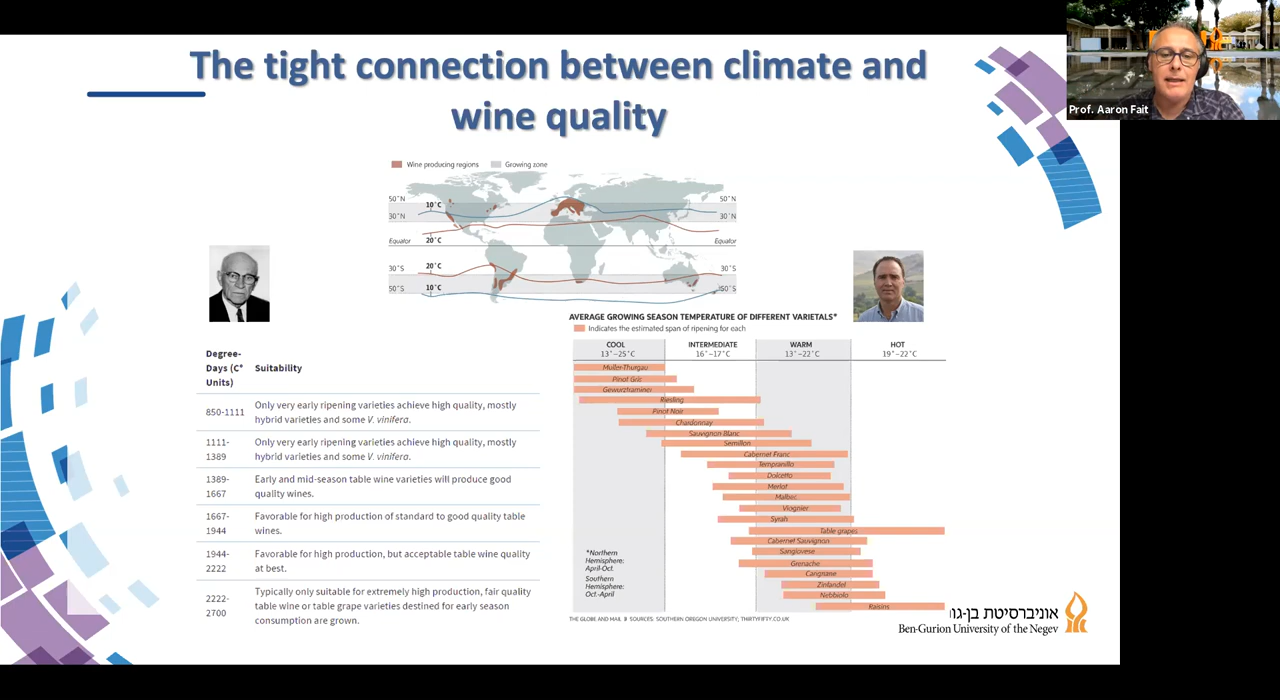 The tight connection between climate and
wine quality
Prof. Aaron Fait
Wine producing regions Growing zone
50°N 10°C 50°N
30°N 30°N
Equator 20°C Equator
20°C
30°S 30°S
50°S 10°C 50°S
Degree-
Days (C°
Units)
Suitability
850-1111
Only very early ripening varieties achieve high quality, mostly
hybrid varieties and some V. vinifera.
1111-
1389
Only very early ripening varieties achieve high quality, mostly
hybrid varieties and some V. vinifera.
1389-
1667
Early and mid-season table wine varieties will produce good
quality wines.
1667-
1944
Favorable for high production of standard to good quality table
wines.
1944-
2222
Favorable for high production, but acceptable table wine quality
at best.
2222-
2700
Typically only suitable for extremely high production, fair quality
table wine or table grape varieties destined for early season
consumption are grown.
AVERAGE GROWING SEASON TEMPERATURE OF DIFFERENT VARIETALS*
Indicates the estimated span of ripening for each
COOL INTERMEDIATE WARM HOT
13°–25°C 16°–17°C 13°–22°C 19°–22°C
Muller-Thurgau
Pinot Gris
Gewurztraminer
Riesling
Pinot Noir
Chardonnay
Sauvignon Blanc
Semillon
Cabernet Franc
Tempranillo
Dolcetto
Merlot
Malbec
Viognier
Syrah
Table grapes
Cabernet Sauvignon
Sangiovese
Grenache
Carignane
Zinfandel
Nebbiolo
Raisins
*Northern
Hemisphere:
April-Oct.
Southern
Hemisphere:
Oct.-April
THE GLOBE AND MAIL SOURCES: SOUTHERN OREGON UNIVERSITY; THIRTYFIFTY.CO.UK
אוניברסיטת בן-גו
Ben-Gurion University of the Negev